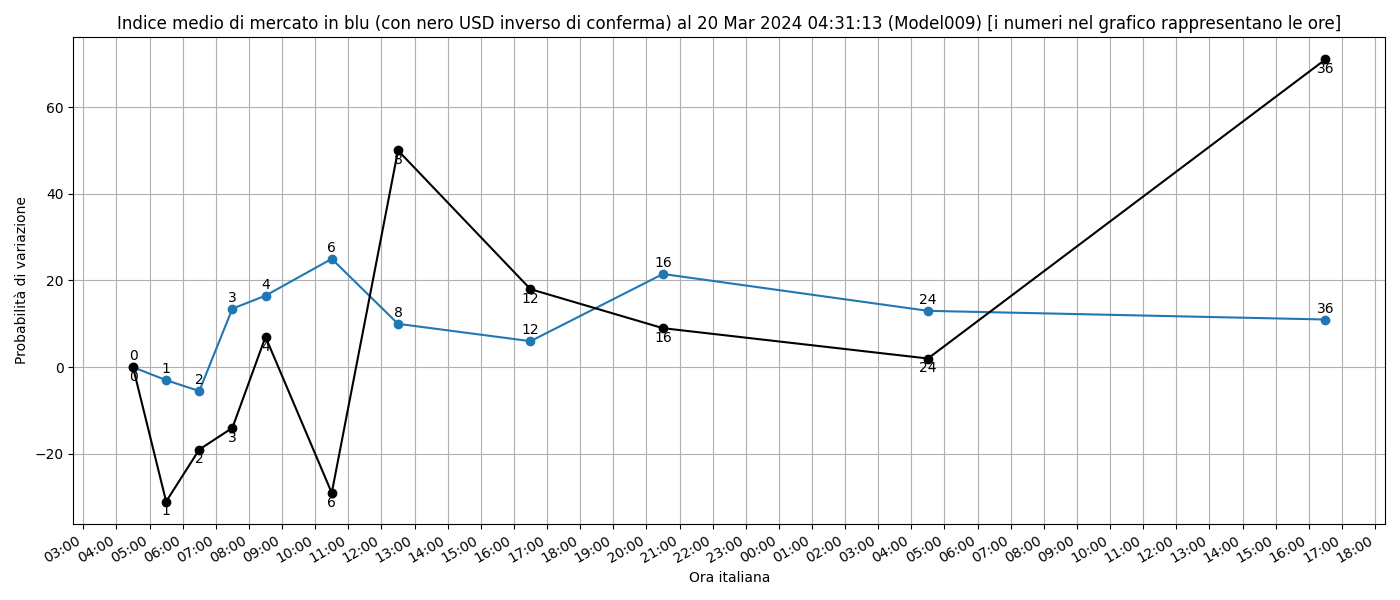 Indice medio di mercato in blu (con nero USD inverso di conferma) al 20 Mar 2024 04:31:13 (Model009) [i numeri nel grafico rappresentano le ore]
Probabilità di variazione
60
40
20
0
−20
0 1 2 3 4 6 8 12 16 24 36
0 1 2 3 4 6 8 12 16 24 36
03:00 04:00 05:00 06:00 07:00 08:00 09:00 10:00 11:00 12:00 13:00 14:00 15:00 16:00 17:00 18:00 19:00 20:00 21:00 22:00 23:00 00:00 01:00 02:00 03:00 04:00 05:00 06:00 07:00 08:00 09:00 10:00 11:00 12:00 13:00 14:00 15:00 16:00 17:00 18:00
Ora italiana